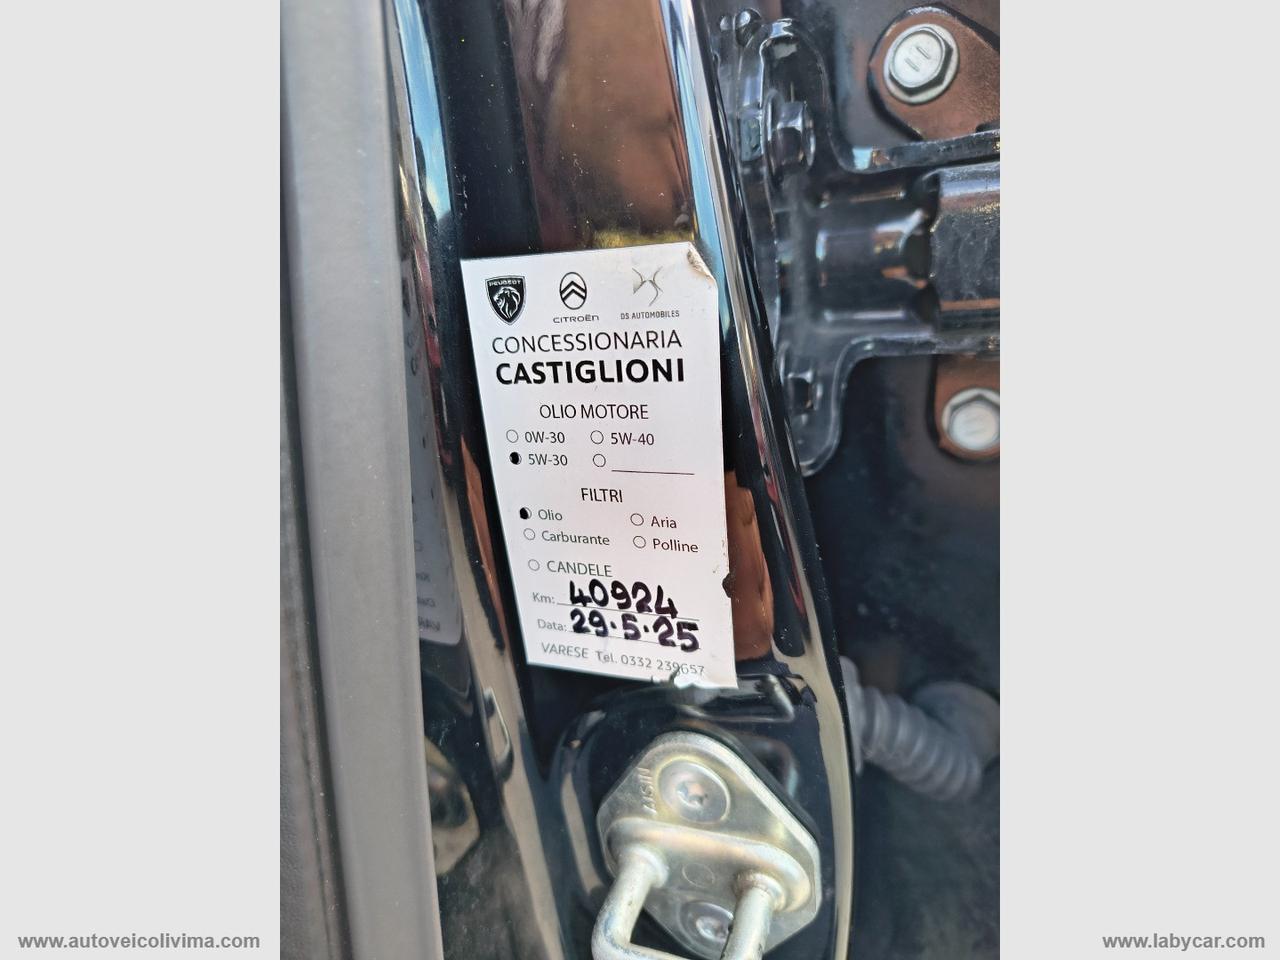 PEUGEOT
CITROËN
DS AUTOMOBILES
CONCESSIONARIA
CASTIGLIONI
OLIO MOTORE
0W-30 5W-40
5W-30
FILTRI
Olio Aria
Carburante Polline
CANDELE
Km: 40924
Data: 29.5.25
VARESE Tel. 0332 239657
AISIN
www.autoveicolivima.com
www.labycar.com